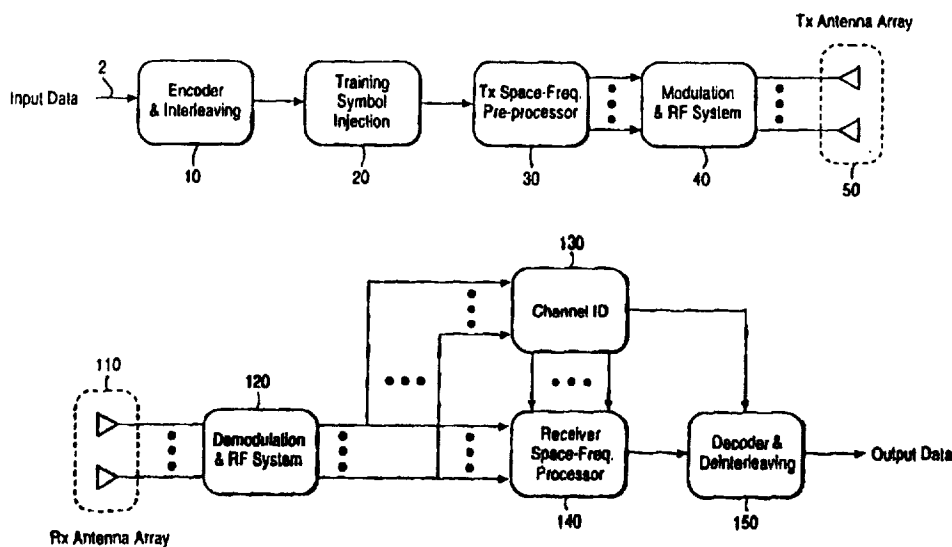 Tx Antenna Array
Input Data
2
Encoder
& Interleaving
10
Training
Symbol
Injection
20
Tx Space-Freq.
Pre-processor
30
Modulation
& RF System
40
50
130
Channel ID
110
120
Demodulation
& RF System
Receiver
Space-Freq.
Processor
140
Decoder &
Deinterleaving
150
Output Data
Rx Antenna Array